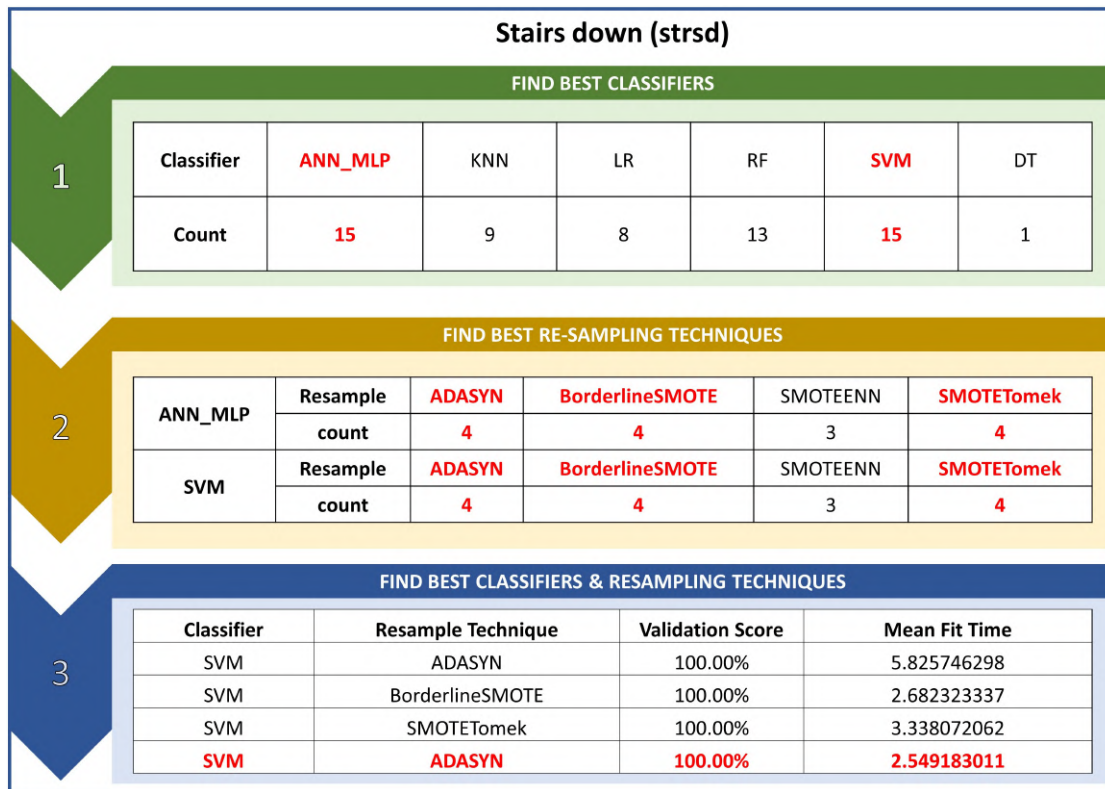 Stairs down (strsd)
1
FIND BEST CLASSIFIERS
Classifier ANN_MLP KNN LR RF SVM DT
Count 15 9 8 13 15 1
2
FIND BEST RE-SAMPLING TECHNIQUES
ANN_MLP
Resample ADASYN BorderlineSMOTE SMOTEENN SMOTETomek
count 4 4 3 4
SVM
Resample ADASYN BorderlineSMOTE SMOTEENN SMOTETomek
count 4 4 3 4
3
FIND BEST CLASSIFIERS & RESAMPLING TECHNIQUES
Classifier Resample Technique Validation Score Mean Fit Time
SVM ADASYN 100.00% 5.825746298
SVM BorderlineSMOTE 100.00% 2.682323337
SVM SMOTETomek 100.00% 3.338072062
SVM ADASYN 100.00% 2.549183011